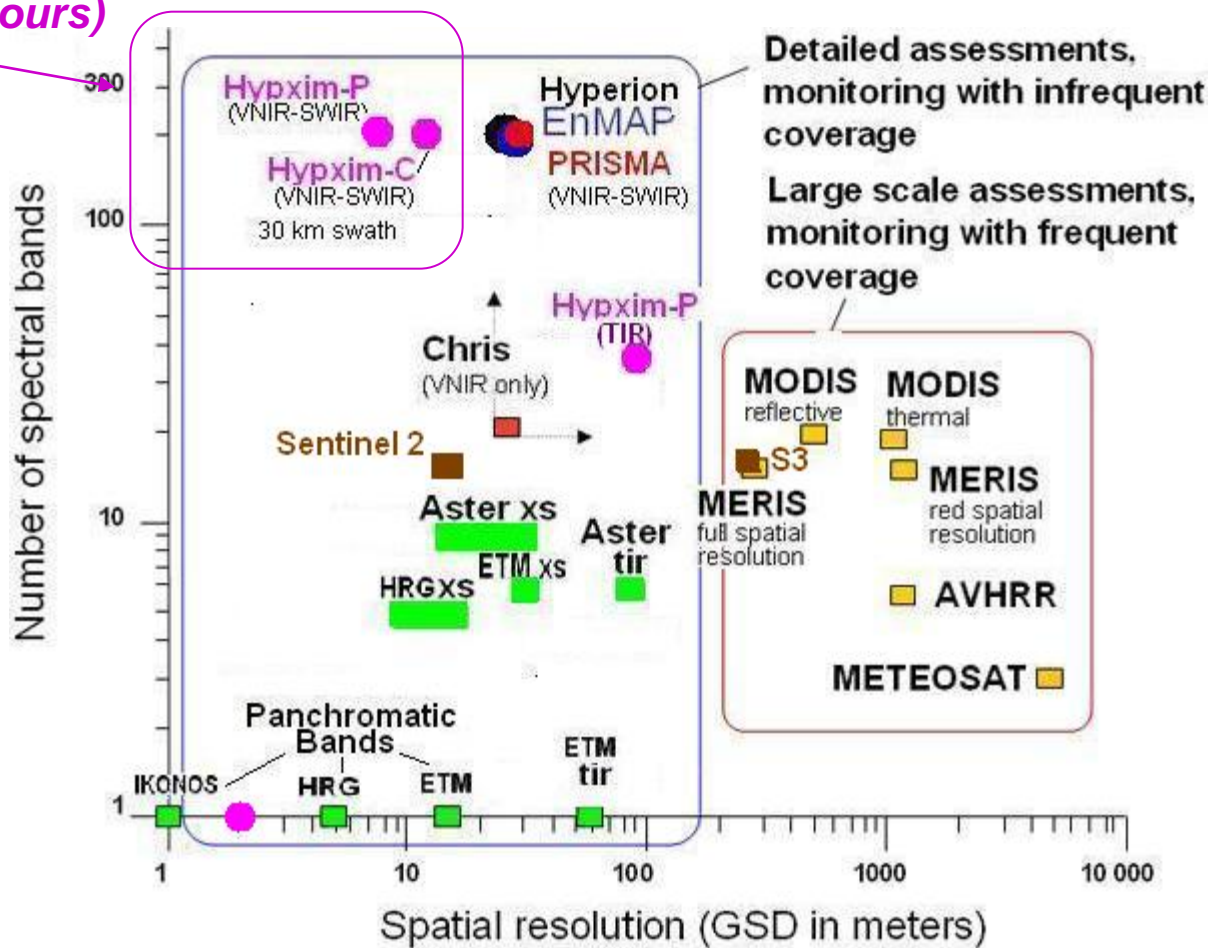 ours)
300
Hypxim-P
(VNIR-SWIR)
Hypxim-C
(VNIR-SWIR)
30 km swath
Hyperion
EnMAP
PRISMA
(VNIR-SWIR)
Detailed assessments,
monitoring with infrequent
coverage
Large scale assessments,
monitoring with frequent
coverage
Number of spectral bands
100
Hypxim-P
(TIR)
Chris
(VNIR only)
MODIS
reflective
MODIS
thermal
Sentinel 2
S3
MERIS
full spatial
resolution
MERIS
red spatial
resolution
10
Aster xs
Aster
tir
ETM xs
HRGXS
AVHRR
METEOSAT
Panchromatic
Bands
IKONOS
HRG
ETM
ETM
tir
1
1
10
100
1000
10 000
Spatial resolution (GSD in meters)